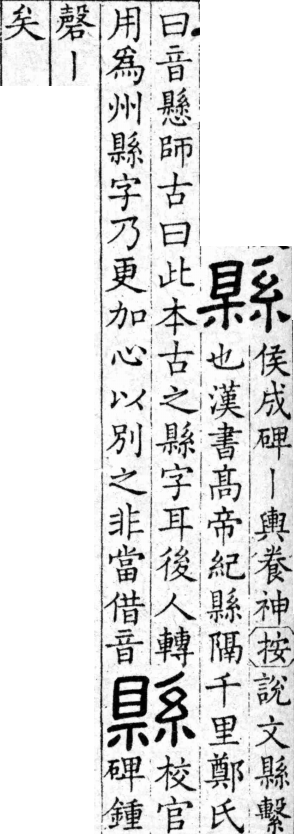 縣
侯成碑丨輿養神按說文縣繫
也漢書高帝紀縣隔千里鄭氏
曰音懸師古曰此本古之縣字耳後人轉
用爲州縣字乃更加心以別之非當借音
縣
校官
碑鍾
磬丨
矣